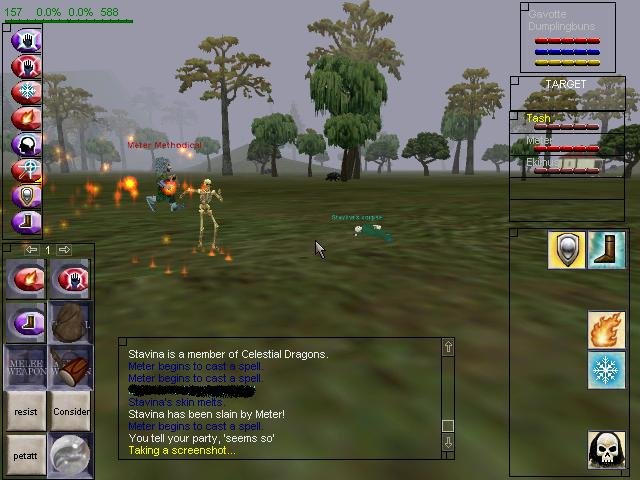 157 0.0% 0.0% 588
Gavotte
Dumplingbuns
TARGET
Tash
Meter
Ekimus
Meter Methodical
Stavina's corpse
1
MELEE
WEAPON
resist
Consider
petatt
Stavina is a member of Celestial Dragons.
Meter begins to cast a spell.
Meter begins to cast a spell.
Stavina's skin melts.
Stavina has been slain by Meter!
Meter begins to cast a spell.
You tell your party, 'seems so'
Taking a screenshot...